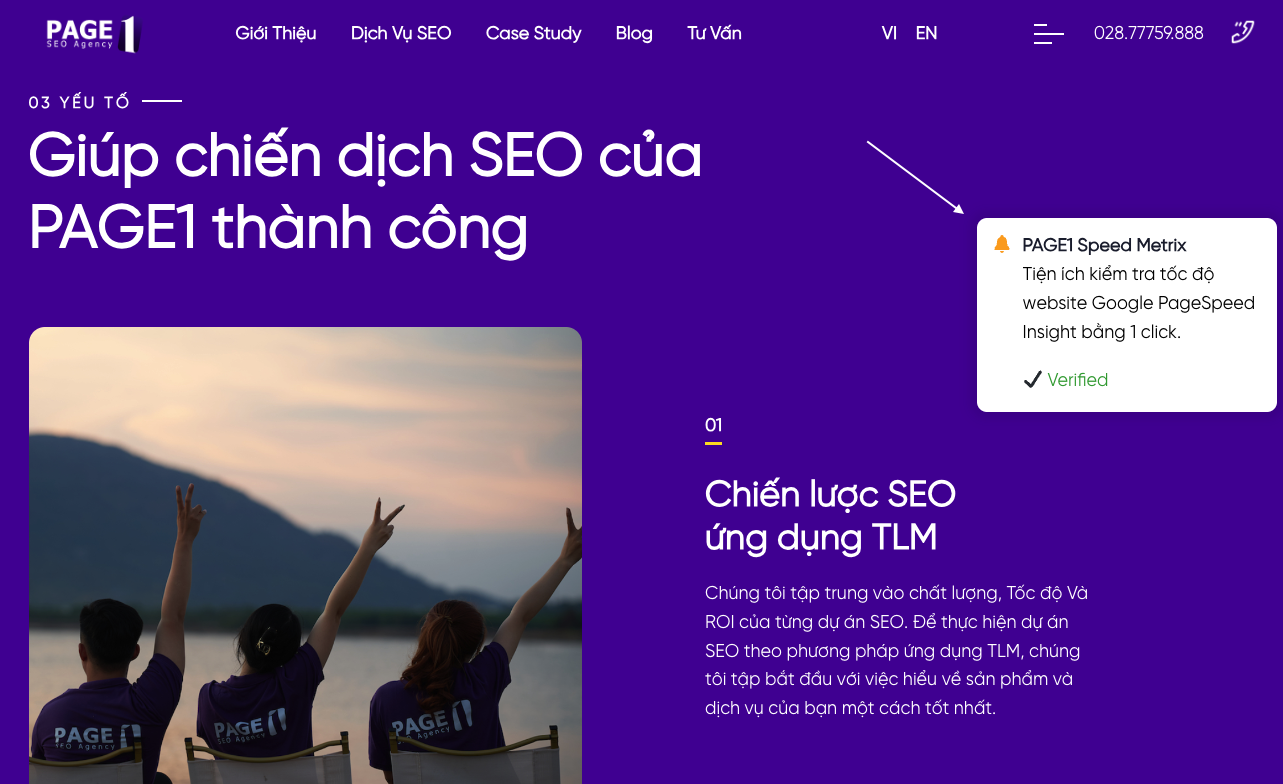 PAGE 1
SEO Agency
Giới Thiệu
Dịch Vụ SEO
Case Study
Blog
Tư Vấn
VI
EN
028.77759.888
03 YẾU TỐ
Giúp chiến dịch SEO của
PAGE1 thành công
PAGE1 Speed Metrix
Tiện ích kiểm tra tốc độ
website Google PageSpeed
Insight bằng 1 click.
✔ Verified
01
Chiến lược SEO
ứng dụng TLM
Chúng tôi tập trung vào chất lượng, Tốc độ Và
ROI của từng dự án SEO. Để thực hiện dự án
SEO theo phương pháp ứng dụng TLM, chúng
tôi tập bắt đầu với việc hiểu về sản phẩm và
dịch vụ của bạn một cách tốt nhất.
PAGE 1
SEO Agency
PAGE 1
SEO Agency
PAGE 1
SEO Agency